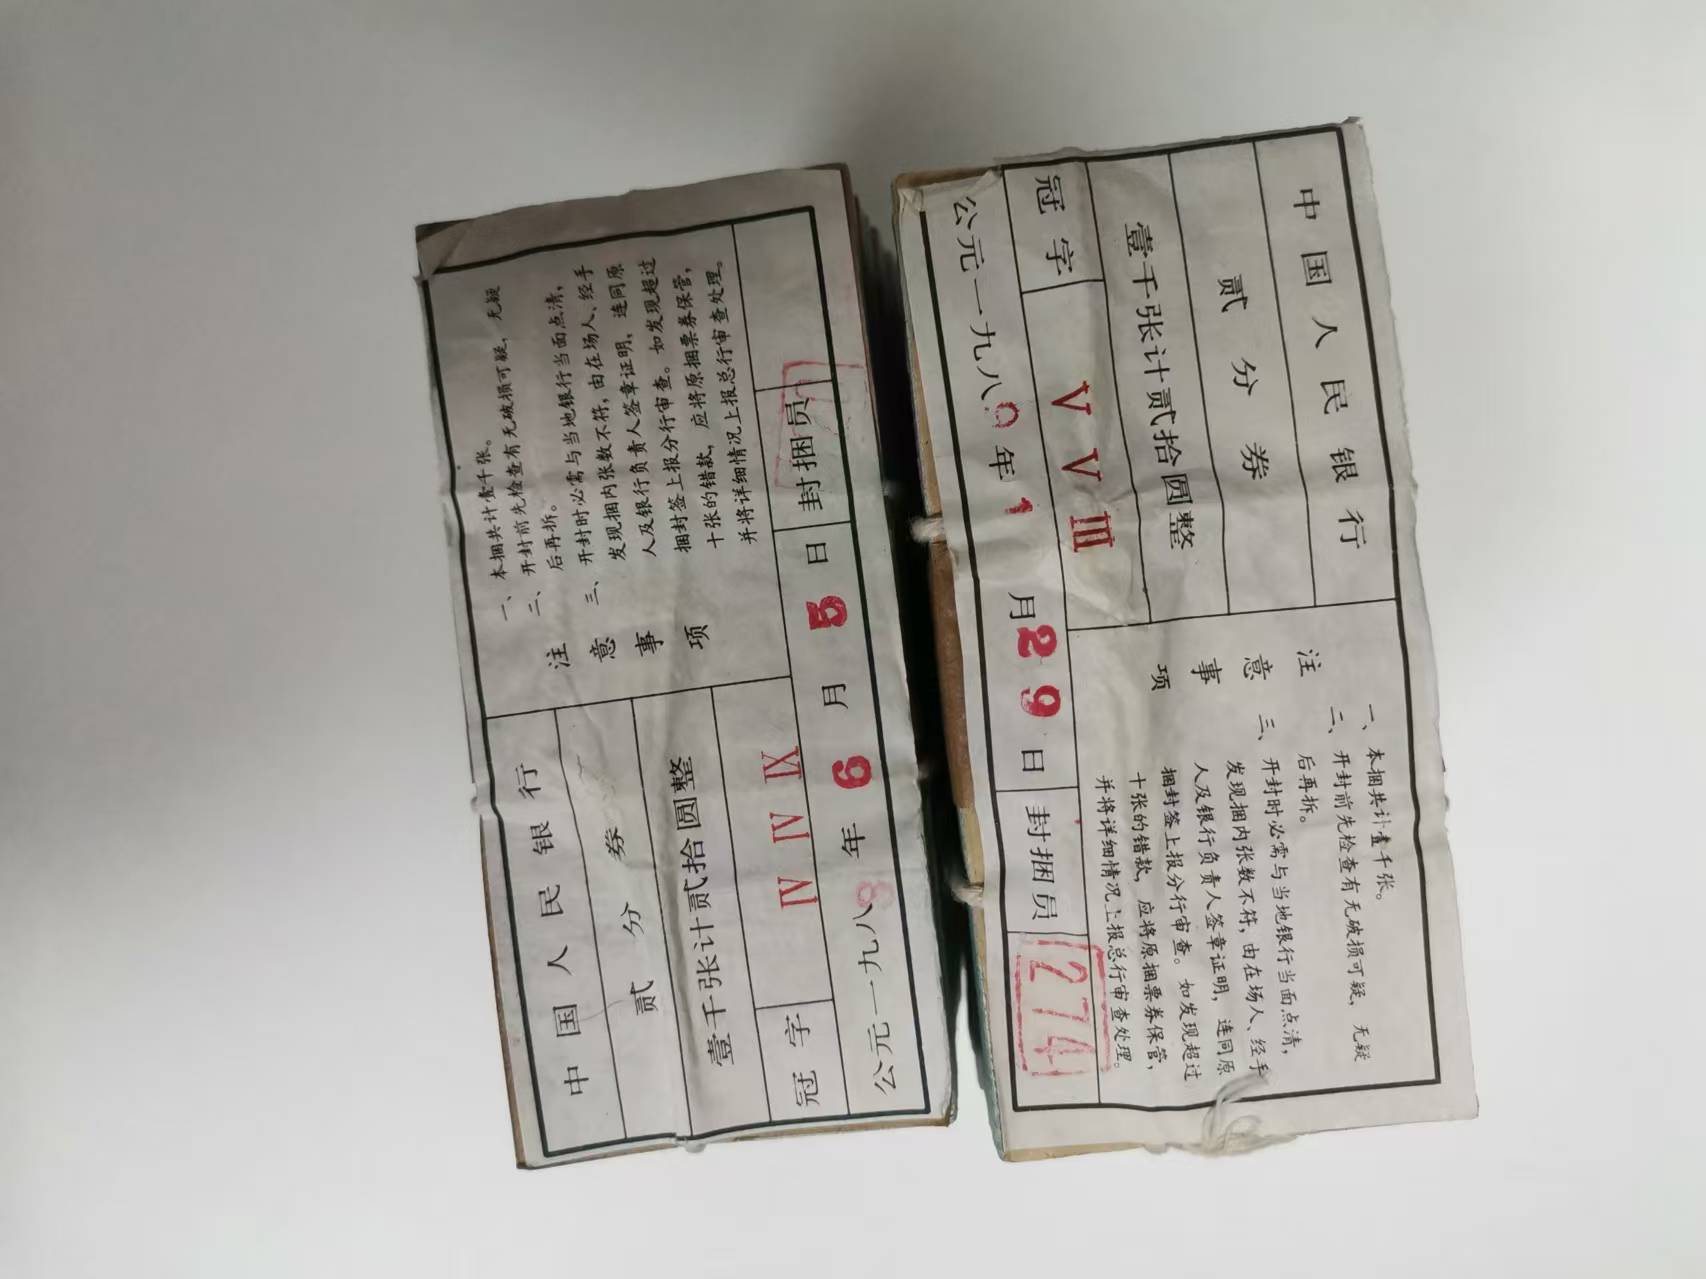 中国人民银行
贰分券
壹千张计贰拾圆整
冠字 IV IV IX
公元一九八8年9月5日 封捆员
注意事项
一、本捆共计壹千张。
二、开封前先检查有无破损可疑，无疑
后再拆。
三、开封时必需与当地银行当面点清，
发现捆内张数不符，由在场人、经手
人及银行负责人签章证明，连同原
捆封签上报分行审查。如发现超过
十张的错款，应将原捆票券保管，
并将详细情况上报总行审查处理。
中国人民银行
贰分券
壹千张计贰拾圆整
冠字 V V III
公元一九八9年1月29日 封捆员 274
注意事项
一、本捆共计壹千张。
二、开封前先检查有无破损可疑，无疑
后再拆。
三、开封时必需与当地银行当面点清，
发现捆内张数不符，由在场人、经手
人及银行负责人签章证明，连同原
捆封签上报分行审查。如发现超过
十张的错款，应将原捆票券保管，
并将详细情况上报总行审查处理。